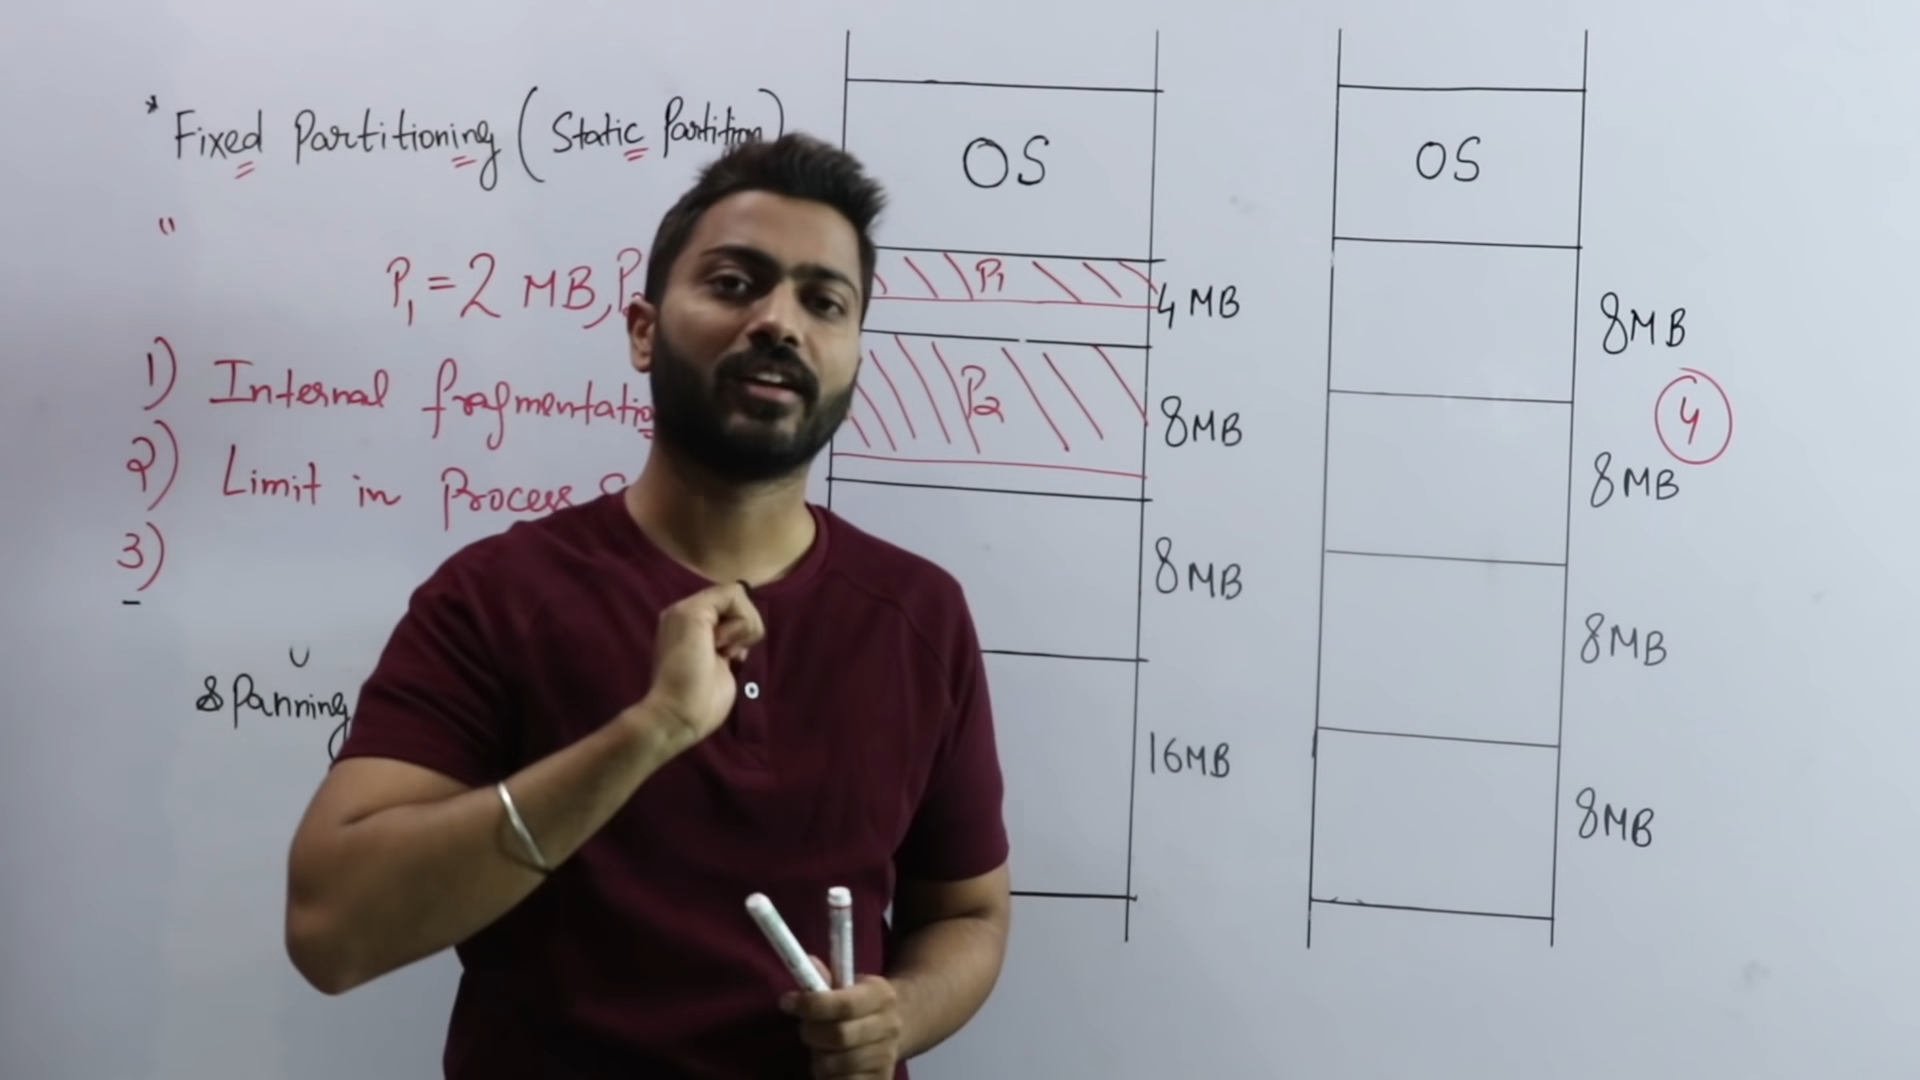 * Fixed Partitioning (Static Partition)
"
P1 = 2 MB, P
1) Internal fragmentatio
2) Limit in Process
3)
Spanning
OS
P1
4 MB
P2
8MB
8MB
16MB
OS
8MB
4
8MB
8MB
8MB